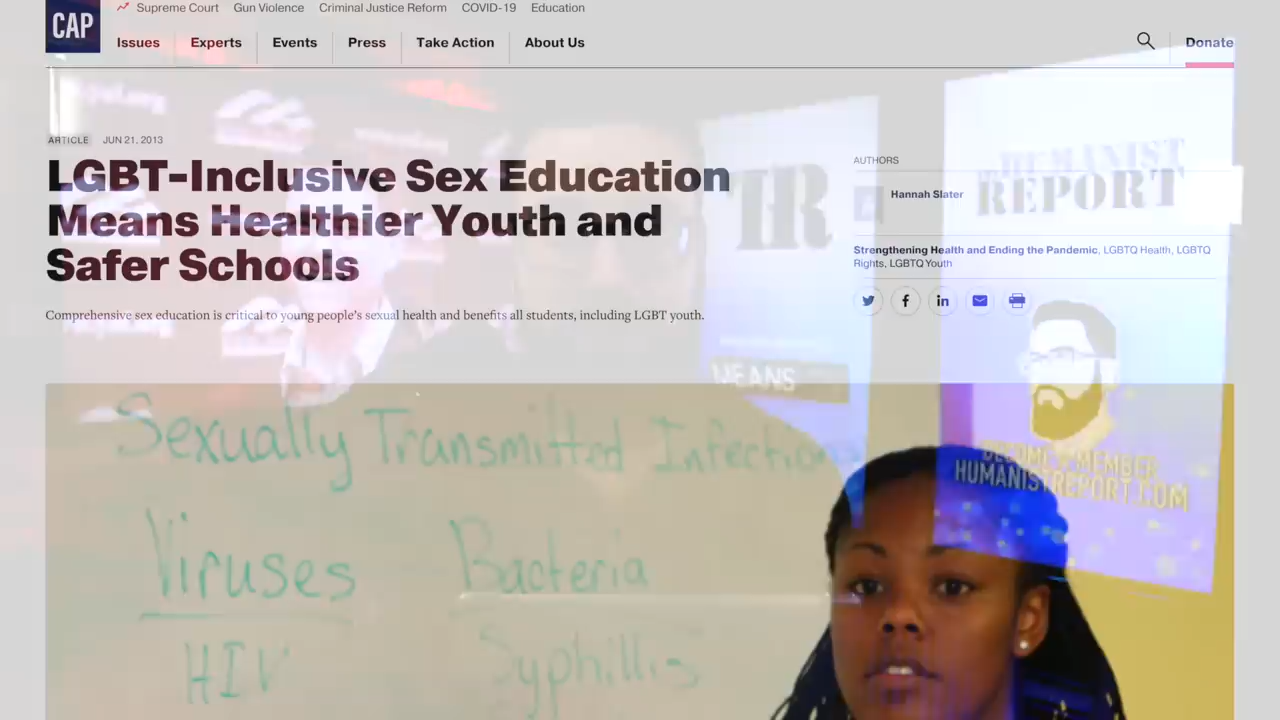 CAP
Supreme Court Gun Violence Criminal Justice Reform COVID-19 Education
Issues Experts Events Press Take Action About Us
Donate
ARTICLE JUN 21, 2013
LGBT-Inclusive Sex Education
Means Healthier Youth and
Safer Schools
Comprehensive sex education is critical to young people's sexual health and benefits all students, including LGBT youth.
AUTHORS
Hannah Slater
Strengthening Health and Ending the Pandemic, LGBTQ Health, LGBTQ
Rights, LGBTQ Youth
HR
HUMANIST
REPORT
MEANS
BECOME A MEMBER
HUMANISTREPORT.COM
Sexually Transmitted Infections
Viruses Bacteria
HIV Syphillis